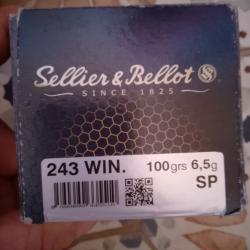 Sellier & Bellot S&B
SINCE 1825
243 WIN.
100grs 6,5g
SP